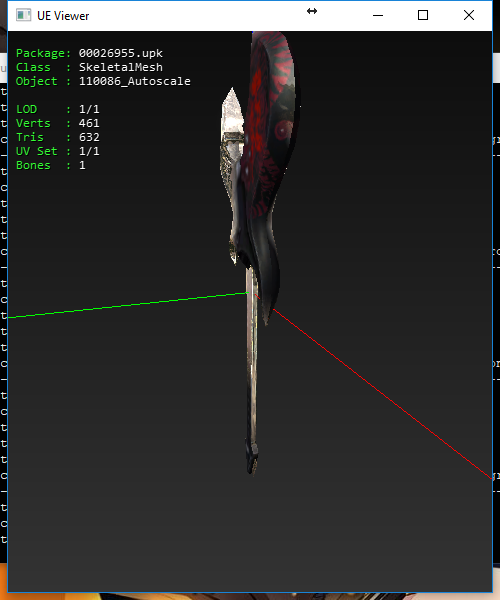 UE Viewer
Package: 00026955.upk
Class : SkeletalMesh
Object : 110086_Autoscale
LOD : 1/1
Verts : 461
Tris : 632
UV Set : 1/1
Bones : 1